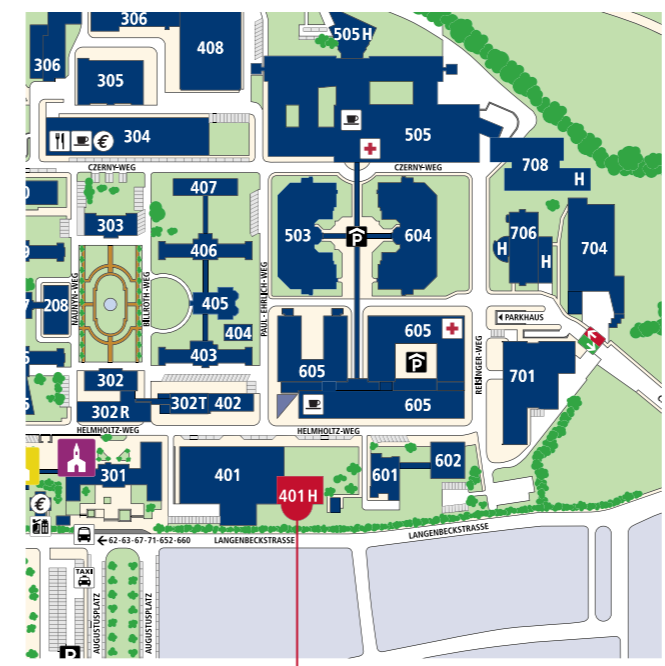 306
408
505 H
306
305
505
304
€
CZERNY-WEG
CZERNY-WEG
708
H
407
303
503
604
P
706
704
406
H
H
NAUNYN-WEG
BILLROTH-WEG
PAUL-EHRLICH-WEG
208
405
404
PARKHAUS
605
403
P
605
REISINGER-WEG
701
302
302 R
302 T
402
605
HELMHOLTZ-WEG
HELMHOLTZ-WEG
301
401
401 H
601
602
€
62-63-67-71-652-660
LANGENBECKSTRASSE
LANGENBECKSTRASSE
TAXI
AUGUSTUSPLATZ
AUGUSTUSPLATZ
P